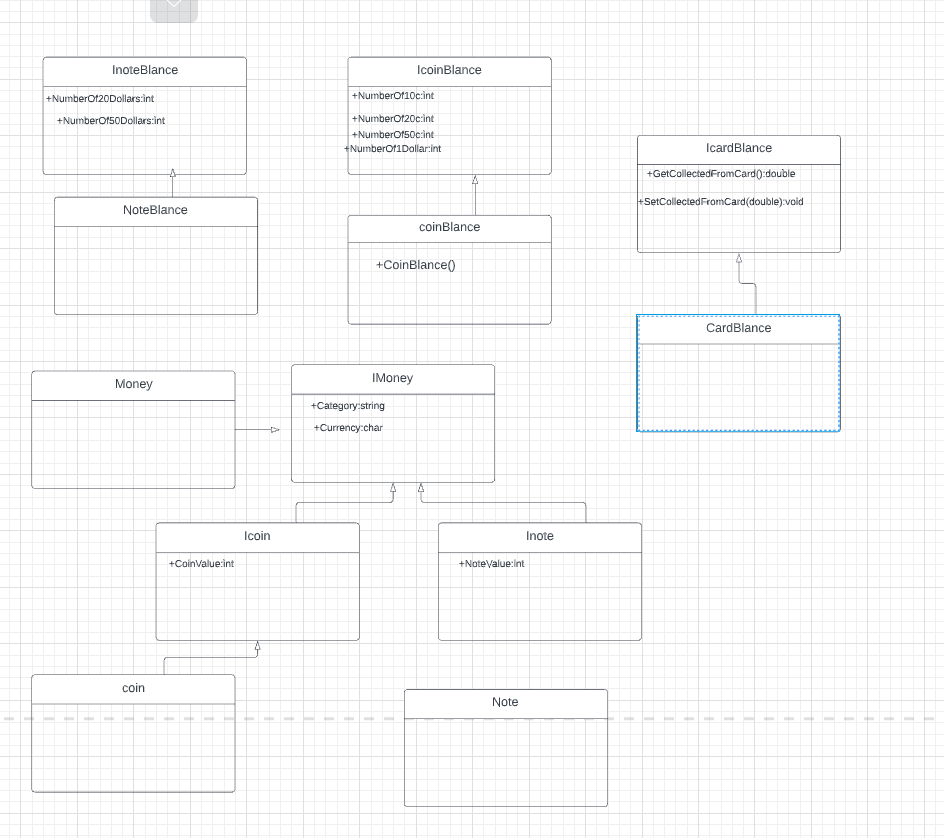 InoteBlance
+NumberOf20Dollars:int
+NumberOf50Dollars:int
NoteBlance
IcoinBlance
+NumberOf10c:int
+NumberOf20c:int
+NumberOf50c:int
+NumberOf1Dollar:int
coinBlance
+CoinBlance()
IcardBlance
+GetCollectedFromCard():double
+SetCollectedFromCard(double):void
CardBlance
Money
IMoney
+Category:string
+Currency:char
Icoin
+CoinValue:int
Inote
+NoteValue:int
coin
Note